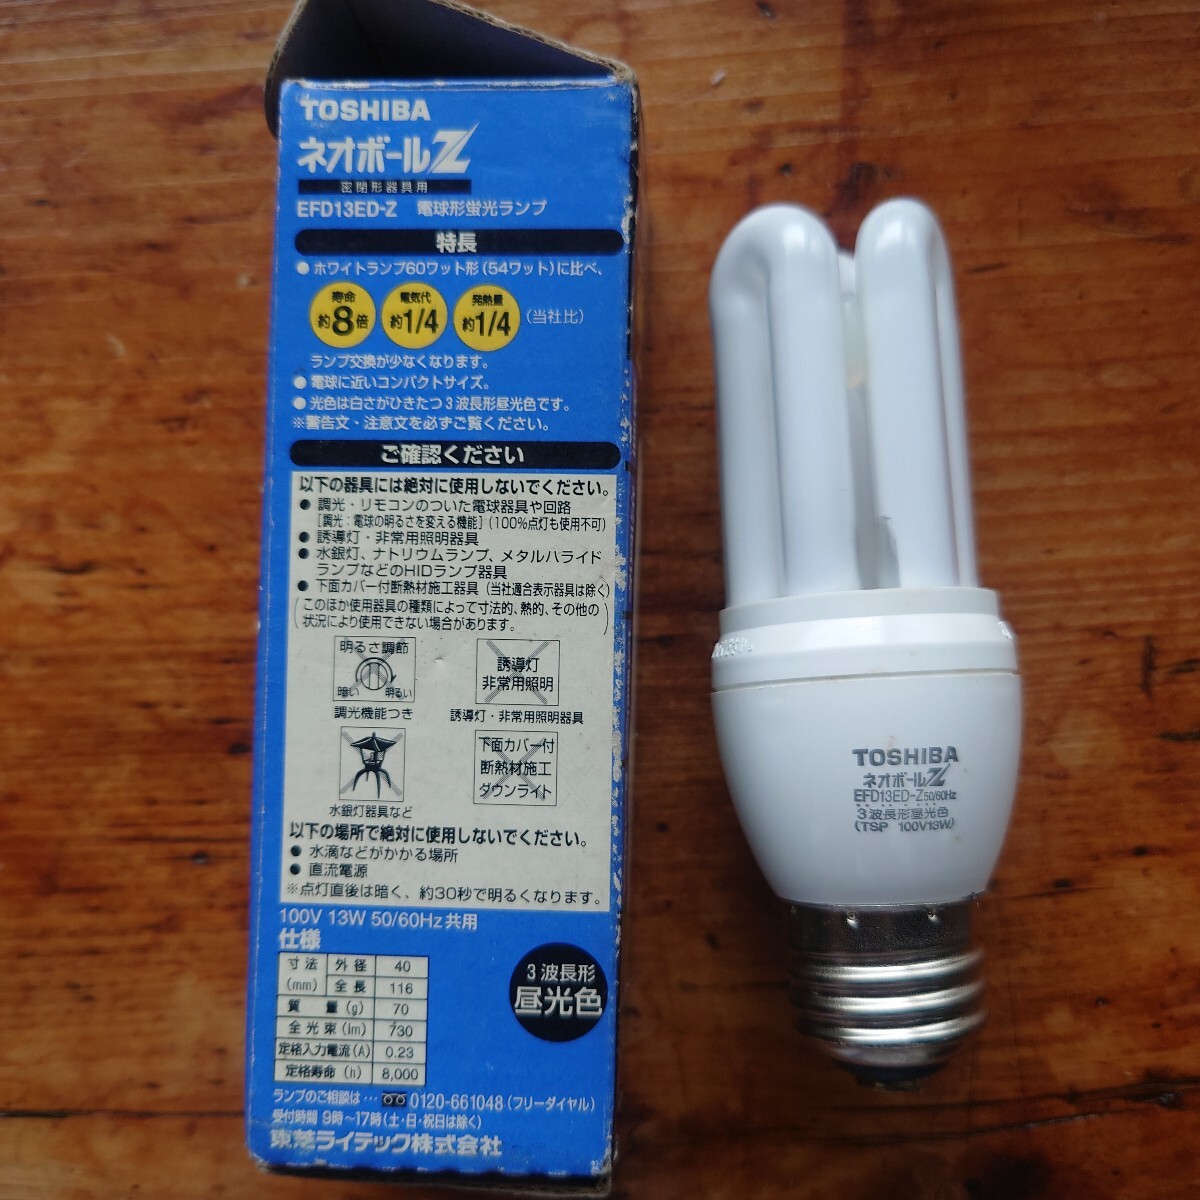 TOSHIBA
ネオボールZ
密閉形器具用
EFD13ED-Z 電球形蛍光ランプ
特長
●ホワイトランプ60ワット形(54ワット)に比べ、
寿命 約8倍 電気代 約1/4 発熱量 約1/4 (当社比)
ランプ交換が少なくなります。
●電球に近いコンパクトサイズ。
●光色は白さがひきたつ3波長形昼光色です。
※警告文・注意文を必ずご覧ください。
ご確認ください
以下の器具には絶対に使用しないでください。
●調光・リモコンのついた電球器具や回路
[調光:電球の明るさを変える機能](100%点灯も使用不可)
●誘導灯・非常用照明器具
●水銀灯、ナトリウムランプ、メタルハライド
ランプなどのHIDランプ器具
●下面カバー付断熱材施工器具(当社適合表示器具は除く)
(このほか使用器具の種類によって寸法的、熱的、その他の
状況により使用できない場合があります。)
明るさ調節
暗い 明るい
調光機能つき
誘導灯
非常用照明
誘導灯・非常用照明器具
水銀灯器具など
下面カバー付
断熱材施工
ダウンライト
以下の場所で絶対に使用しないでください。
●水滴などがかかる場所
●直流電源
※点灯直後は暗く、約30秒で明るくなります。
100V 13W 50/60Hz共用
仕様
寸法 外径 40
(mm) 全長 116
質量(g) 70
全光束(lm) 730
定格入力電流(A) 0.23
定格寿命(h) 8,000
3波長形
昼光色
ランプのご相談は… 0120-661048(フリーダイヤル)
受付時間 9時～17時(土・日・祝日は除く)
東芝ライテック株式会社
TOSHIBA
ネオボールZ
EFD13ED-Z 50/60Hz
3波長形昼光色
(TSP 100V13W)